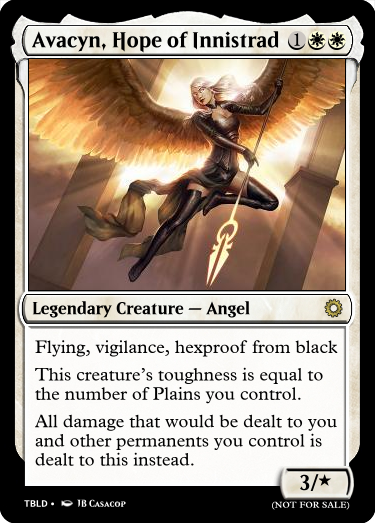 Avacyn, Hope of Innistrad 1
Legendary Creature — Angel
Flying, vigilance, hexproof from black
This creature's toughness is equal to
the number of Plains you control.
All damage that would be dealt to you
and other permanents you control is
dealt to this instead.
3/★
TBLD • JB Casacop
(NOT FOR SALE)